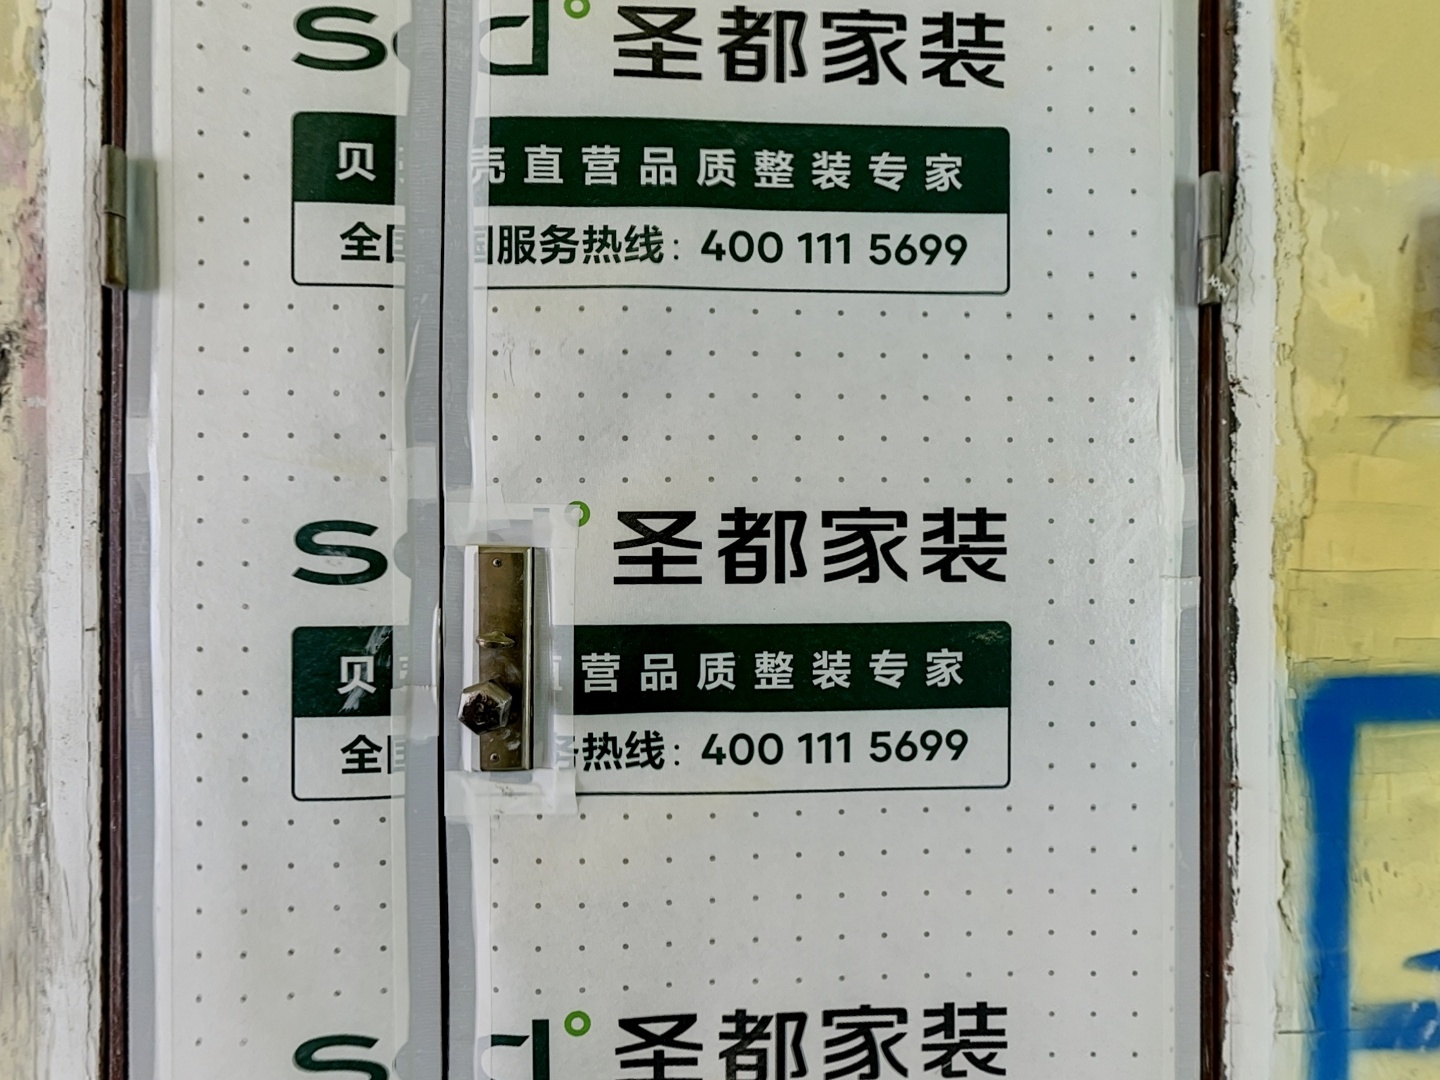 圣都家装
贝壳直营品质整装专家
全国服务热线：400 111 5699
圣都家装
贝 营品质整装专家
全国 务热线：400 111 5699
圣都家装